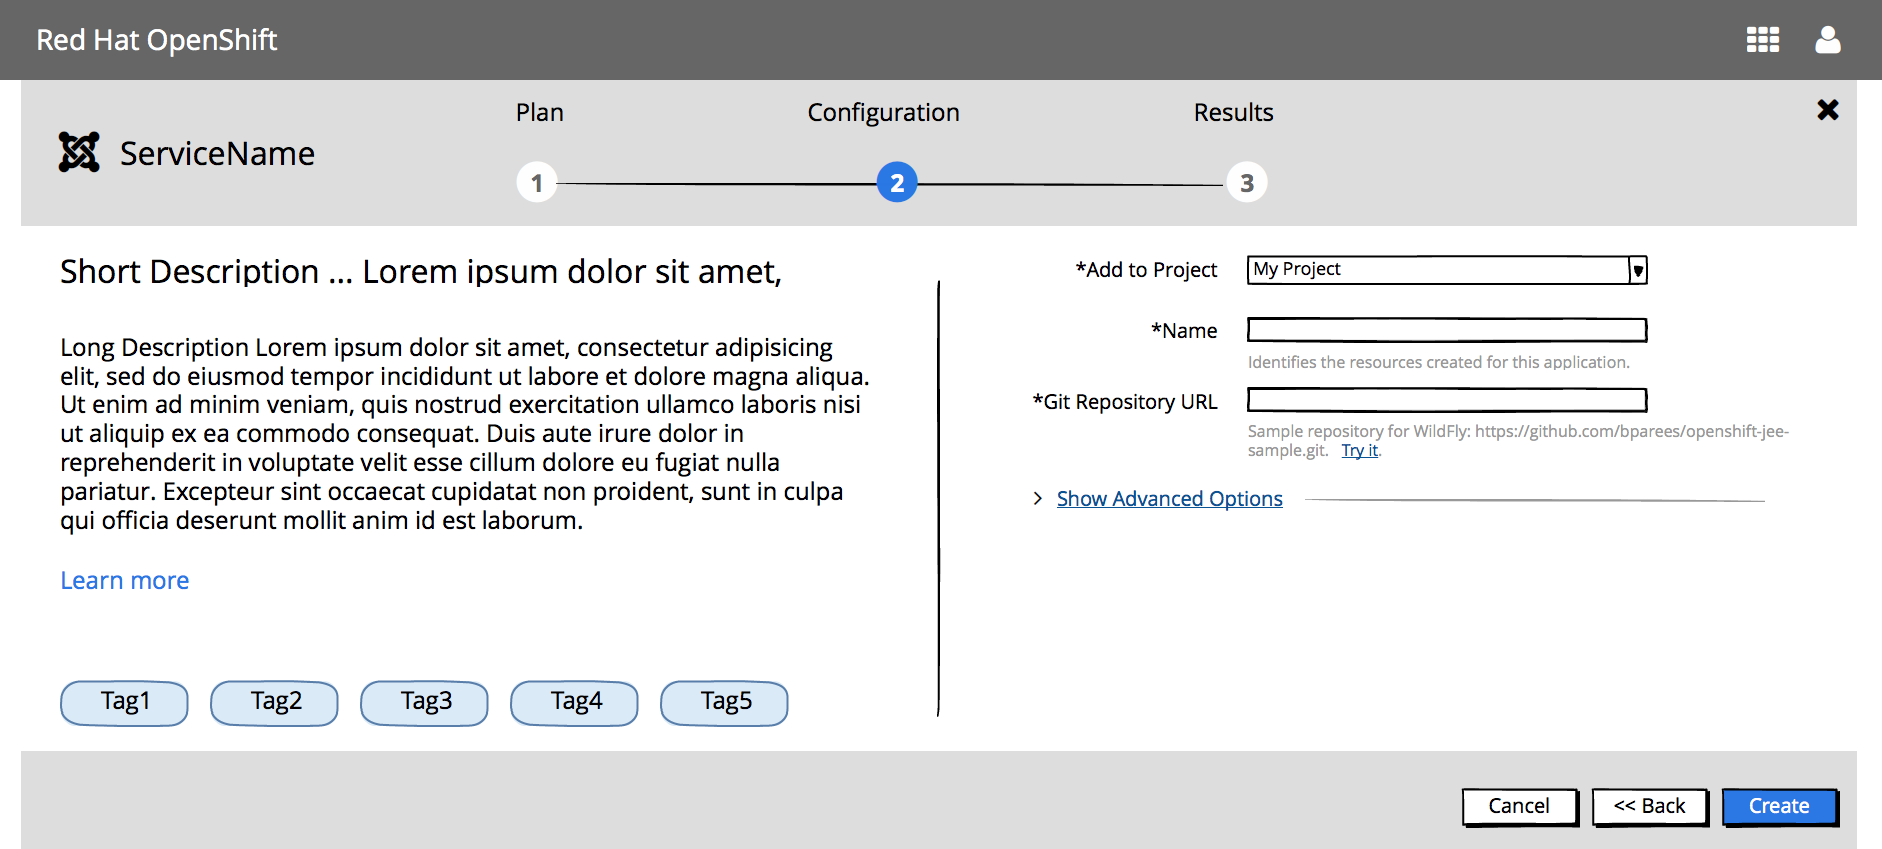 Red Hat OpenShift
ServiceName
Plan
Configuration
Results
1
2
3
Short Description ... Lorem ipsum dolor sit amet,
Long Description Lorem ipsum dolor sit amet, consectetur adipisicing
elit, sed do eiusmod tempor incididunt ut labore et dolore magna aliqua.
Ut enim ad minim veniam, quis nostrud exercitation ullamco laboris nisi
ut aliquip ex ea commodo consequat. Duis aute irure dolor in
reprehenderit in voluptate velit esse cillum dolore eu fugiat nulla
pariatur. Excepteur sint occaecat cupidatat non proident, sunt in culpa
qui officia deserunt mollit anim id est laborum.
Learn more
Tag1
Tag2
Tag3
Tag4
Tag5
*Add to Project
My Project
*Name
Identifies the resources created for this application.
*Git Repository URL
Sample repository for WildFly: https://github.com/bparees/openshift-jee-
sample.git. Try it.
> Show Advanced Options
Cancel
<< Back
Create